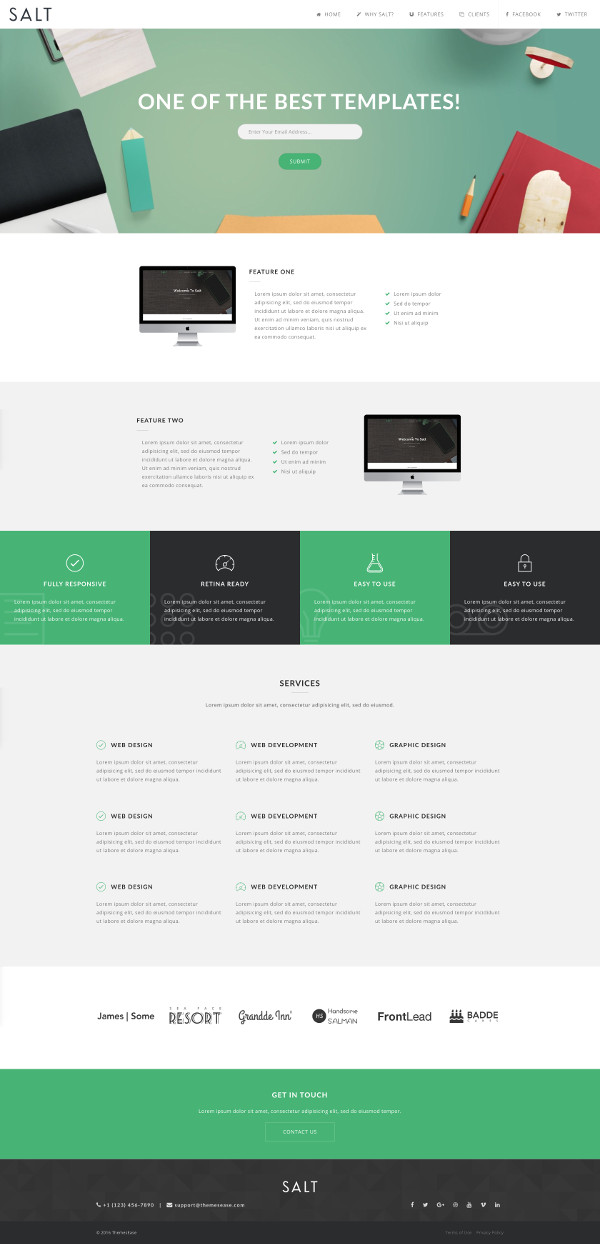 SALT
HOME WHY SALT? FEATURES CLIENTS FACEBOOK TWITTER
ONE OF THE BEST TEMPLATES!
Enter Your Email Address...
SUBMIT
FEATURE ONE
Lorem ipsum dolor sit amet, consectetur
adipisicing elit, sed do eiusmod tempor
incididunt ut labore et dolore magna aliqua.
Ut enim ad minim veniam, quis nostrud
exercitation ullamco laboris nisi ut aliquip ex
ea commodo consequat.
Lorem ipsum dolor
Sed do tempor
Ut enim ad minim
Nisi ut aliquip
Welcome To Salt
FEATURE TWO
Lorem ipsum dolor sit amet, consectetur
adipisicing elit, sed do eiusmod tempor
incididunt ut labore et dolore magna aliqua.
Ut enim ad minim veniam, quis nostrud
exercitation ullamco laboris nisi ut aliquip ex
ea commodo consequat.
Lorem ipsum dolor
Sed do tempor
Ut enim ad minim
Nisi ut aliquip
Welcome To Salt
FULLY RESPONSIVE
Lorem ipsum dolor sit amet, consectetur
adipisicing elit, sed do eiusmod tempor
incididunt ut labore et dolore magna aliqua.
RETINA READY
Lorem ipsum dolor sit amet, consectetur
adipisicing elit, sed do eiusmod tempor
incididunt ut labore et dolore magna aliqua.
EASY TO USE
Lorem ipsum dolor sit amet, consectetur
adipisicing elit, sed do eiusmod tempor
incididunt ut labore et dolore magna aliqua.
EASY TO USE
Lorem ipsum dolor sit amet, consectetur
adipisicing elit, sed do eiusmod tempor
incididunt ut labore et dolore magna aliqua.
SERVICES
Lorem ipsum dolor sit amet, consectetur adipisicing elit, sed do eiusmod.
WEB DESIGN
Lorem ipsum dolor sit amet, consectetur
adipisicing elit, sed do eiusmod tempor incididunt
ut labore et dolore magna aliqua.
WEB DEVELOPMENT
Lorem ipsum dolor sit amet, consectetur
adipisicing elit, sed do eiusmod tempor incididunt
ut labore et dolore magna aliqua.
GRAPHIC DESIGN
Lorem ipsum dolor sit amet, consectetur
adipisicing elit, sed do eiusmod tempor incididunt
ut labore et dolore magna aliqua.
WEB DESIGN
Lorem ipsum dolor sit amet, consectetur
adipisicing elit, sed do eiusmod tempor incididunt
ut labore et dolore magna aliqua.
WEB DEVELOPMENT
Lorem ipsum dolor sit amet, consectetur
adipisicing elit, sed do eiusmod tempor incididunt
ut labore et dolore magna aliqua.
GRAPHIC DESIGN
Lorem ipsum dolor sit amet, consectetur
adipisicing elit, sed do eiusmod tempor incididunt
ut labore et dolore magna aliqua.
WEB DESIGN
Lorem ipsum dolor sit amet, consectetur
adipisicing elit, sed do eiusmod tempor incididunt
ut labore et dolore magna aliqua.
WEB DEVELOPMENT
Lorem ipsum dolor sit amet, consectetur
adipisicing elit, sed do eiusmod tempor incididunt
ut labore et dolore magna aliqua.
GRAPHIC DESIGN
Lorem ipsum dolor sit amet, consectetur
adipisicing elit, sed do eiusmod tempor incididunt
ut labore et dolore magna aliqua.
James | Some
SEA FACE
RESORT
Grandde Inn
HS
Handsome
SALMAN
FrontLead
BADDE
CAKES
GET IN TOUCH
Lorem ipsum dolor sit amet, consectetur adipisicing elit, sed do eiusmod tempor.
CONTACT US
SALT
+1 (123) 456-7890 | support@themesease.com
Terms of Use - Privacy Policy